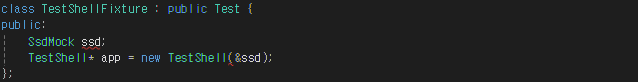 class TestShellFixture : public Test {
public:
    SsdMock ssd;
    TestShell* app = new TestShell(&ssd);
};